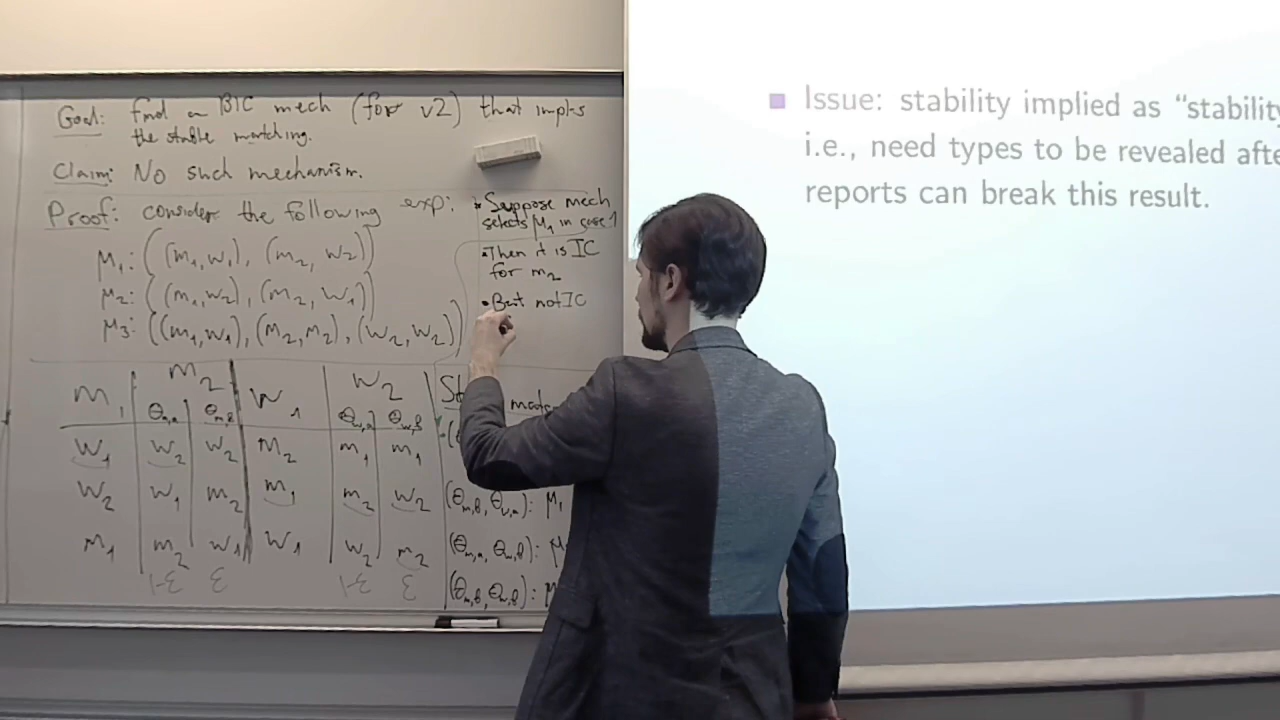 Goal: find a BIC mech (for v2) that impls
the stable matching.
Claim: No such mechanism.
Proof: consider the following exp:
μ₁: ((m₁,w₁), (m₂, w₂))
μ₂: ((m₁,w₂), (m₂, w₁))
μ₃: ((m₁,w₁), (m₂,m₂), (w₂,w₂))
• Suppose mech
selects μ₁ in case 1
• Then it is IC
for m₂
• But not IC
m₁ m₂ w₁ w₂
θm,a θm,b θw,a θw,b
w₁ w₂ w₂ m₂ m₁ m₁
w₂ w₁ m₂ m₁ m₂ w₂
m₁ m₂ w₁ w₁ w₂ m₂
1-ε ε 1-ε ε
(θm,b, θw,a): μ₁
(θm,a, θw,b): μ
(θm,b, θw,b): μ
Issue: stability implied as “stability
i.e., need types to be revealed afte
reports can break this result.